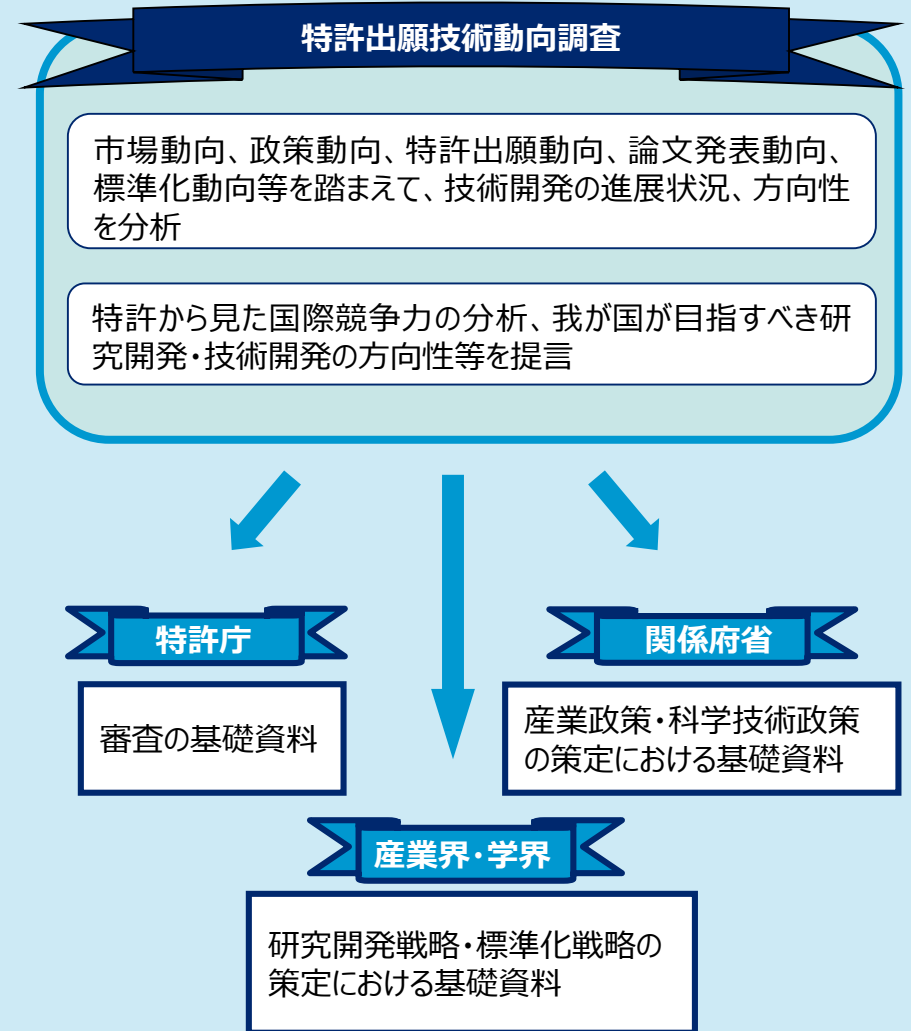 特許出願技術動向調査
市場動向、政策動向、特許出願動向、論文発表動向、
標準化動向等を踏まえて、技術開発の進展状況、方向性
を分析
特許から見た国際競争力の分析、我が国が目指すべき研
究開発・技術開発の方向性等を提言
特許庁
審査の基礎資料
関係府省
産業政策・科学技術政策
の策定における基礎資料
産業界・学界
研究開発戦略・標準化戦略の
策定における基礎資料